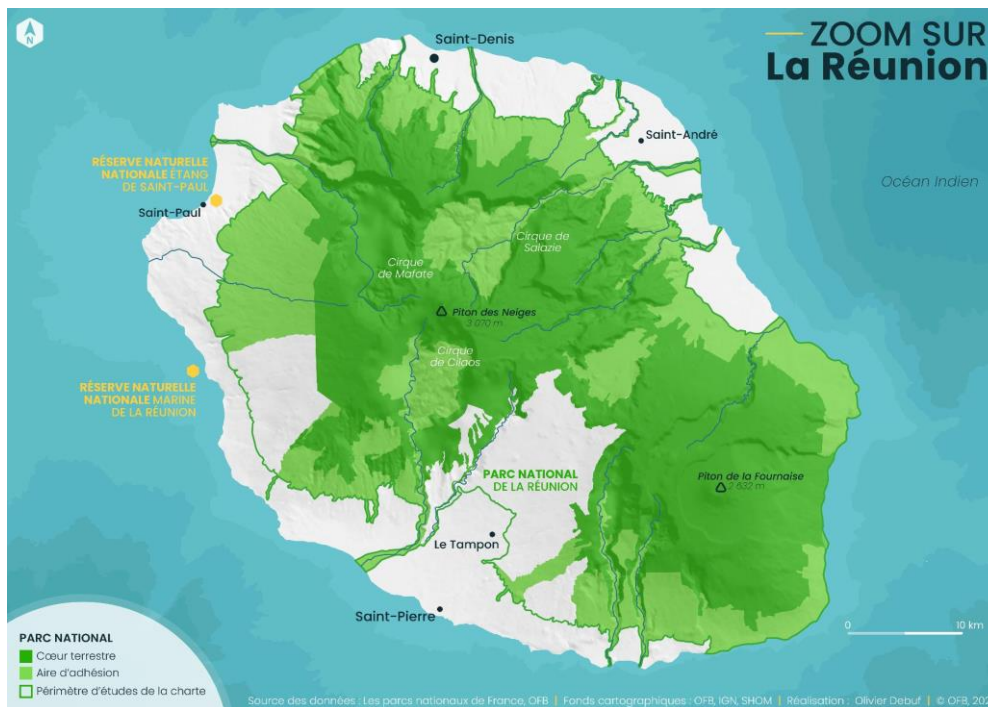 N
ZOOM SUR
La Réunion
Saint-Denis
Saint-André
RÉSERVE NATURELLE
NATIONALE ÉTANG
DE SAINT-PAUL
Saint-Paul
Océan Indien
Cirque de
Salazie
Cirque
de Mafate
Piton des Neiges
3 070 m
Cirque
de Cilaos
RÉSERVE NATURELLE
NATIONALE MARINE
DE LA RÉUNION
PARC NATIONAL
DE LA RÉUNION
Piton de la Fournaise
2 632 m
Le Tampon
Saint-Pierre
0 10 km
PARC NATIONAL
Cœur terrestre
Aire d'adhésion
Périmètre d'études de la charte
Source des données : Les parcs nationaux de France, OFB | Fonds cartographiques : OFB, IGN, SHOM | Réalisation : Olivier Debuf | © OFB,